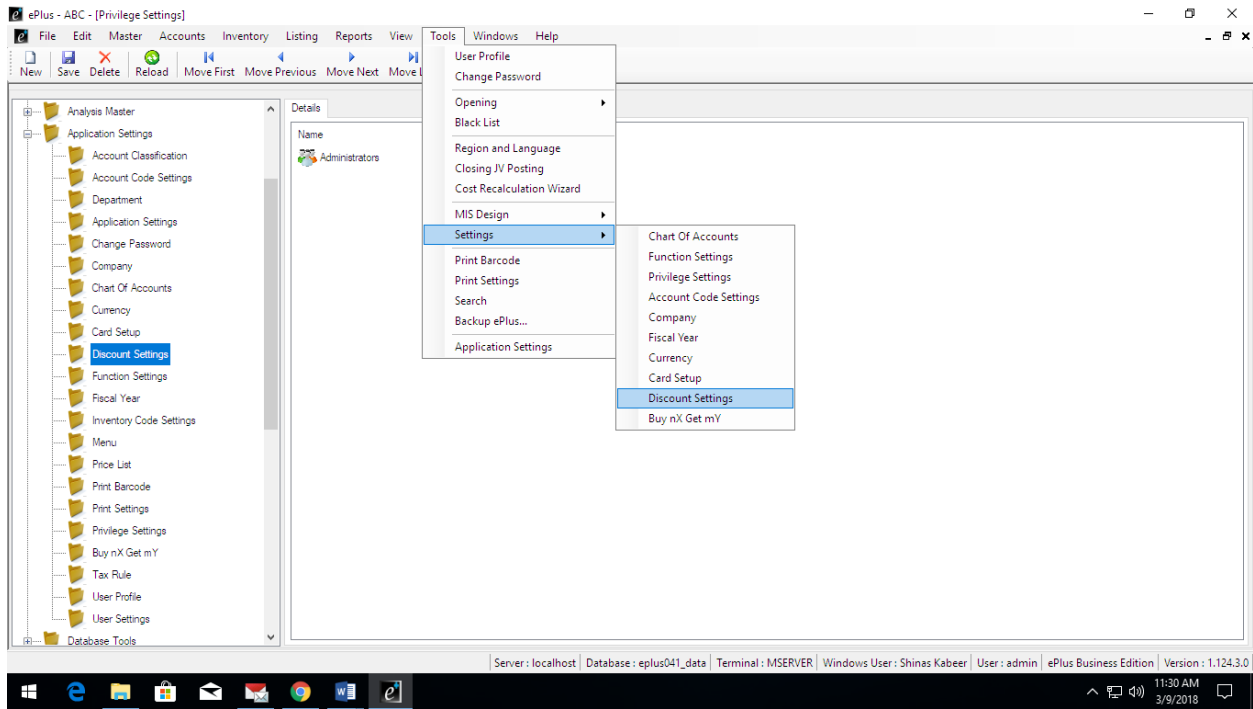 ePlus - ABC - [Privilege Settings]
File Edit Master Accounts Inventory Listing Reports View Tools Windows Help
New Save Delete Reload Move First Move Previous Move Next Move L
Analysis Master
Application Settings
Account Classification
Account Code Settings
Department
Application Settings
Change Password
Company
Chart Of Accounts
Currency
Card Setup
Discount Settings
Function Settings
Fiscal Year
Inventory Code Settings
Menu
Price List
Print Barcode
Print Settings
Privilege Settings
Buy nX Get mY
Tax Rule
User Profile
User Settings
Database Tools
Details
Name
Administrators
User Profile
Change Password
Opening
Black List
Region and Language
Closing JV Posting
Cost Recalculation Wizard
MIS Design
Settings
Print Barcode
Print Settings
Search
Backup ePlus...
Application Settings
Chart Of Accounts
Function Settings
Privilege Settings
Account Code Settings
Company
Fiscal Year
Currency
Card Setup
Discount Settings
Buy nX Get mY
Server : localhost Database : eplus041_data Terminal : MSERVER Windows User : Shinas Kabeer User : admin ePlus Business Edition Version : 1.124.3.0
11:30 AM
3/9/2018